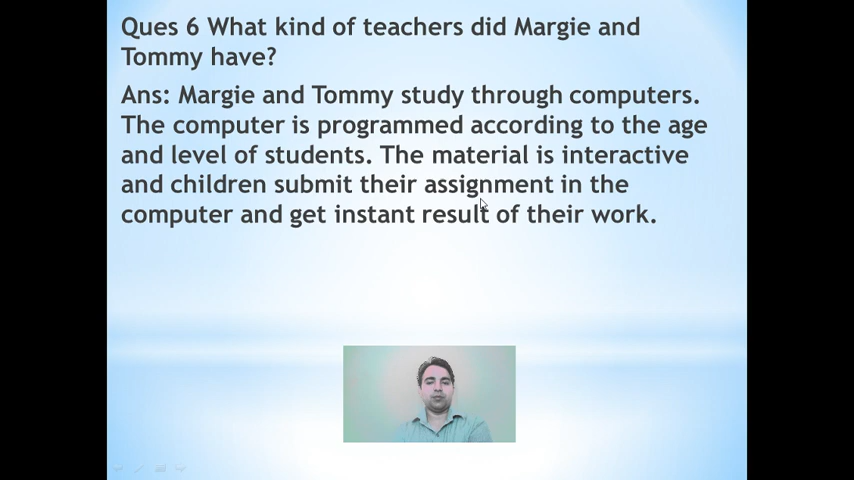 Ques 6 What kind of teachers did Margie and
Tommy have?
Ans: Margie and Tommy study through computers.
The computer is programmed according to the age
and level of students. The material is interactive
and children submit their assignment in the
computer and get instant result of their work.